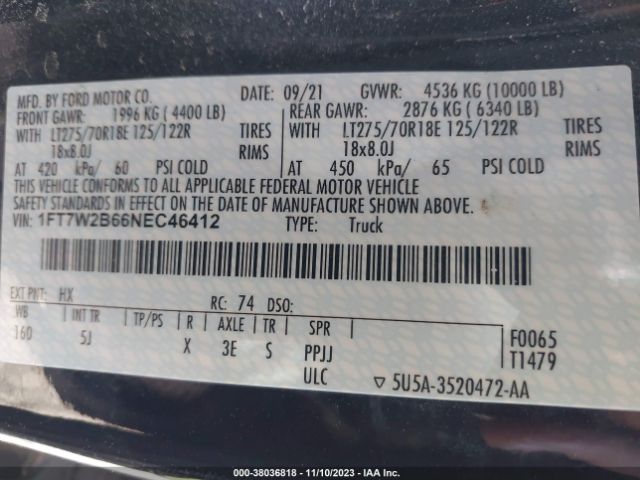 MFD. BY FORD MOTOR CO. DATE: 09/21 GVWR: 4536 KG (10000 LB)
FRONT GAWR: 1996 KG ( 4400 LB) REAR GAWR: 2876 KG ( 6340 LB)
WITH LT275/70R18E 125/122R TIRES WITH LT275/70R18E 125/122R TIRES
18x8.0J RIMS 18x8.0J RIMS
AT 420 kPa/ 60 PSI COLD AT 450 kPa/ 65 PSI COLD
THIS VEHICLE CONFORMS TO ALL APPLICABLE FEDERAL MOTOR VEHICLE
SAFETY STANDARDS IN EFFECT ON THE DATE OF MANUFACTURE SHOWN ABOVE.
VIN: 1FT7W2B66NEC46412 TYPE: Truck
EXT PNT: HX RC: 74 DSO:
WB INT TR TP/PS R AXLE TR SPR
160 5J X 3E S PPJJ
ULC
F0065
T1479
▽ 5U5A-3520472-AA
000-38036818 - 11/10/2023 - IAA Inc.